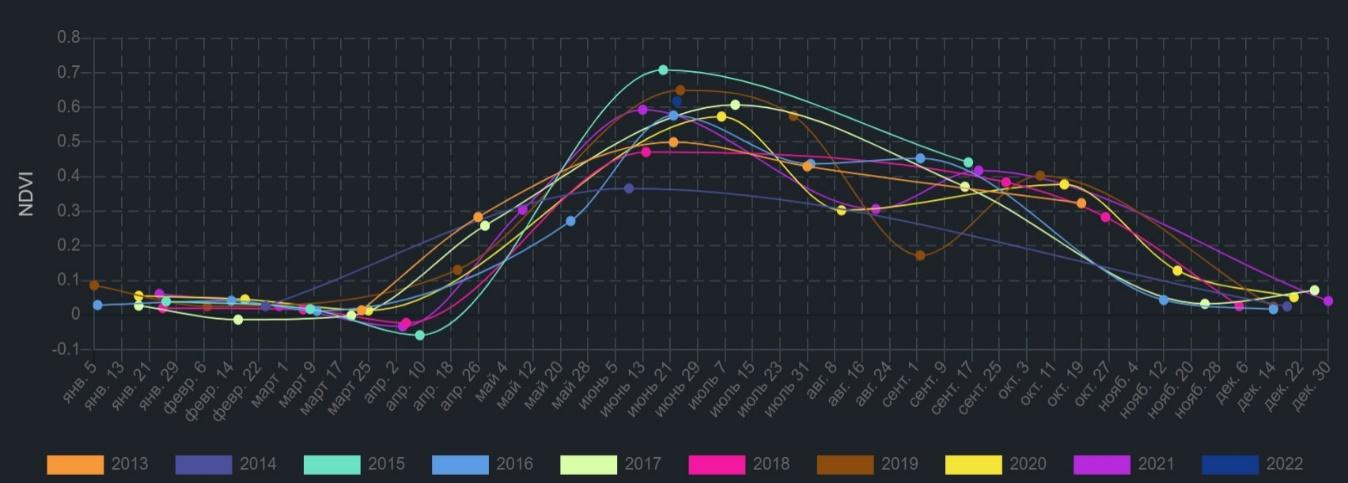 0.8
0.7
0.6
0.5
0.4
0.3
0.2
0.1
0
-0.1
NDVI
янв. 5
янв. 13
янв. 21
янв. 29
февр. 6
февр. 14
февр. 22
март 1
март 9
март 17
март 25
апр. 2
апр. 10
апр. 18
апр. 26
май 4
май 12
май 20
май 28
июнь 5
июнь 13
июнь 21
июнь 29
июль 7
июль 15
июль 23
июль 31
авг. 8
авг. 16
авг. 24
сент. 1
сент. 9
сент. 17
сент. 25
окт. 3
окт. 11
окт. 19
окт. 27
нояб. 4
нояб. 12
нояб. 20
нояб. 28
дек. 6
дек. 14
дек. 22
дек. 30
2013 2014 2015 2016 2017 2018 2019 2020 2021 2022